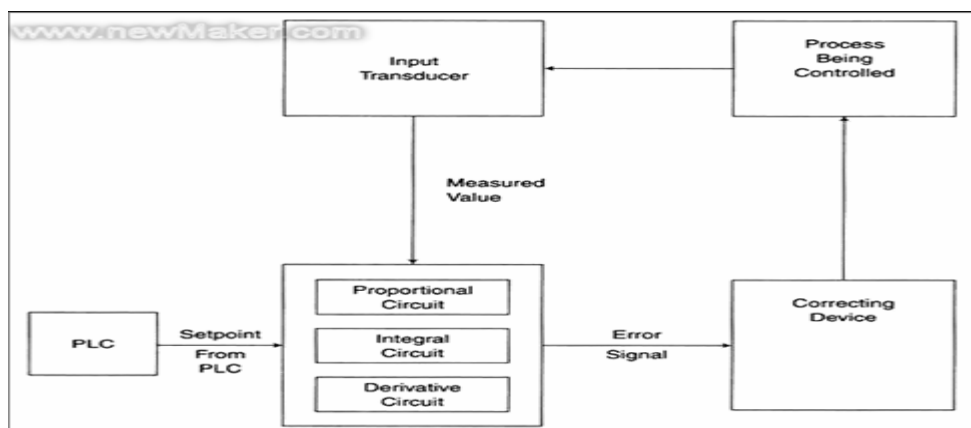 www.newMaker.com
Input
Transducer
Process
Being
Controlled
Measured
Value
Proportional
Circuit
PLC
Setpoint
From
PLC
Integral
Circuit
Derivative
Circuit
Error
Signal
Correcting
Device